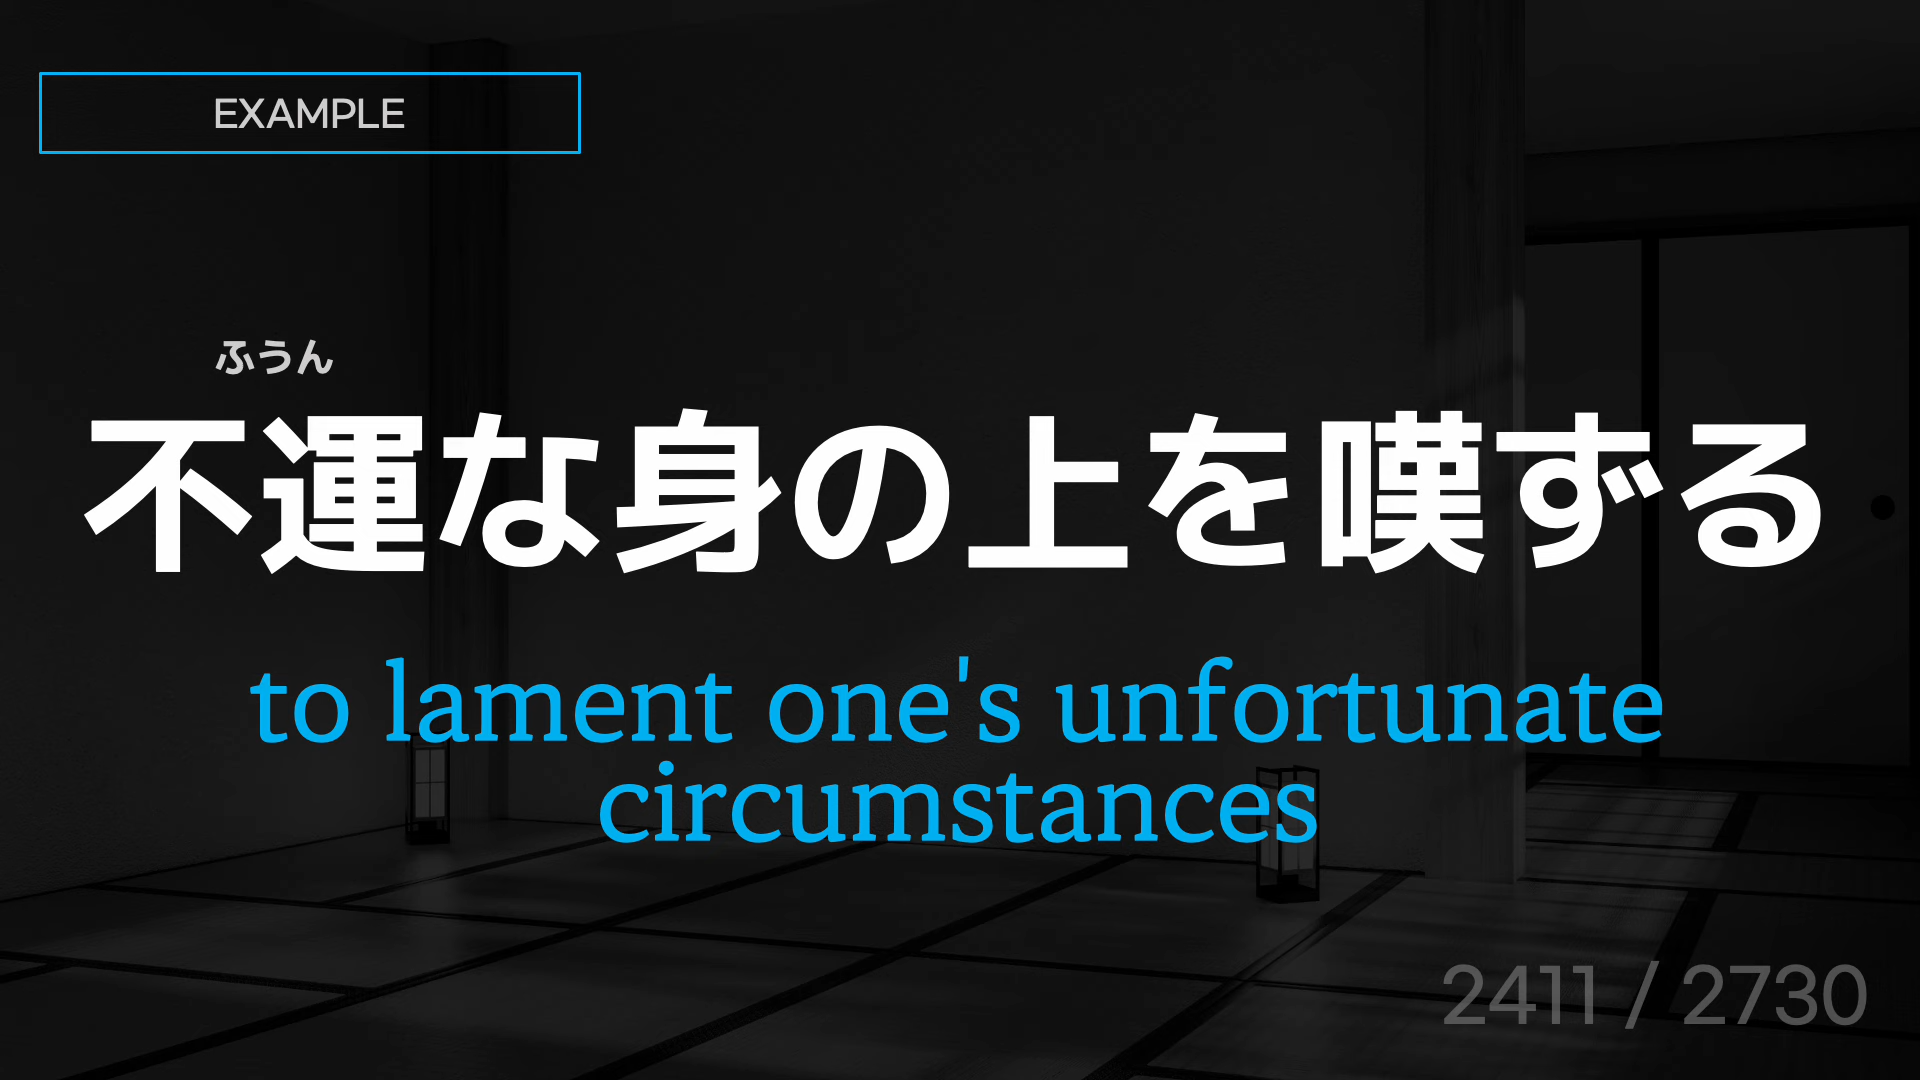 EXAMPLE
ふうん
不運な身の上を嘆ずる
to lament one's unfortunate
circumstances
2411 / 2730